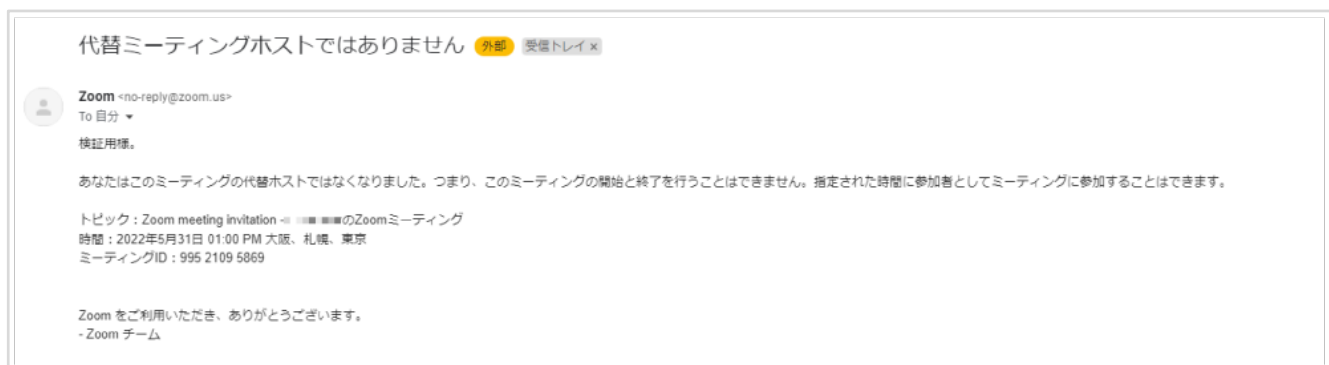 代替ミーティングホストではありません 外部 受信トレイ ×
Zoom <no-reply@zoom.us>
To 自分
検証用様。
あなたはこのミーティングの代替ホストではなくなりました。つまり、このミーティングの開始と終了を行うことはできません。指定された時間に参加者としてミーティングに参加することはできます。
トピック：Zoom meeting invitation - のZoomミーティング
時間：2022年5月31日 01:00 PM 大阪、札幌、東京
ミーティングID：995 2109 5869
Zoom をご利用いただき、ありがとうございます。
- Zoom チーム